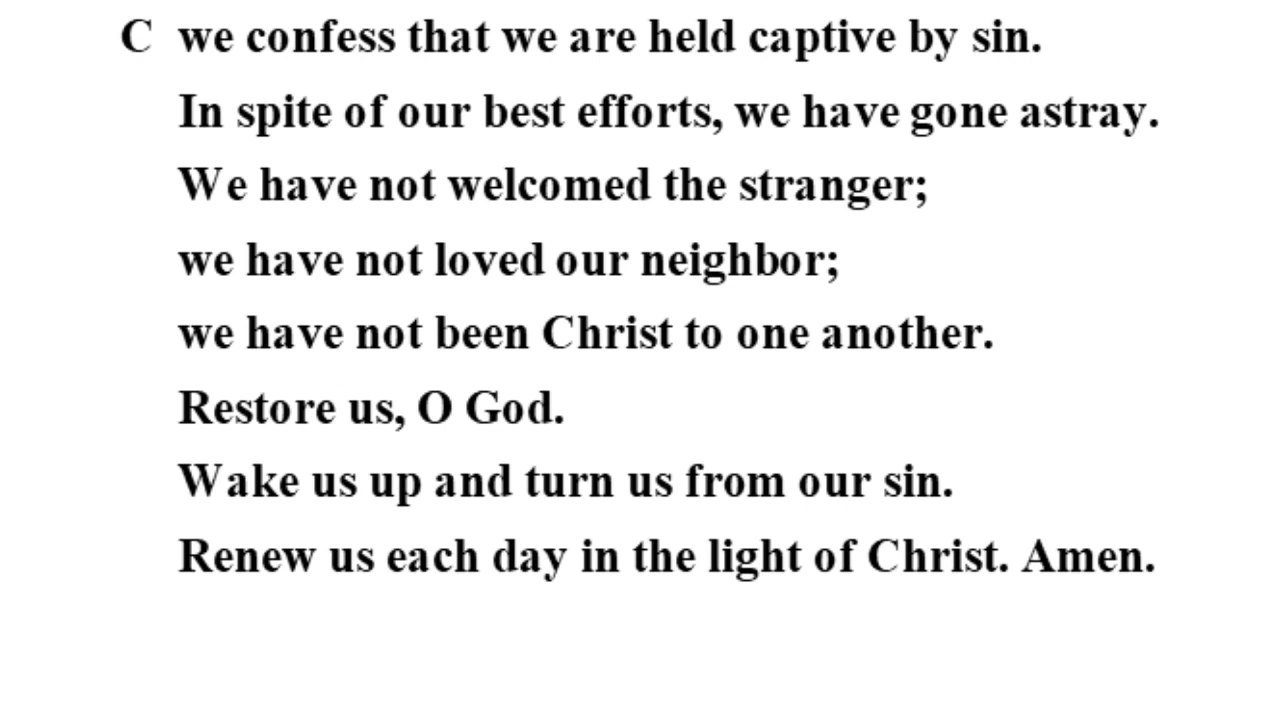 C we confess that we are held captive by sin.
In spite of our best efforts, we have gone astray.
We have not welcomed the stranger;
we have not loved our neighbor;
we have not been Christ to one another.
Restore us, O God.
Wake us up and turn us from our sin.
Renew us each day in the light of Christ. Amen.